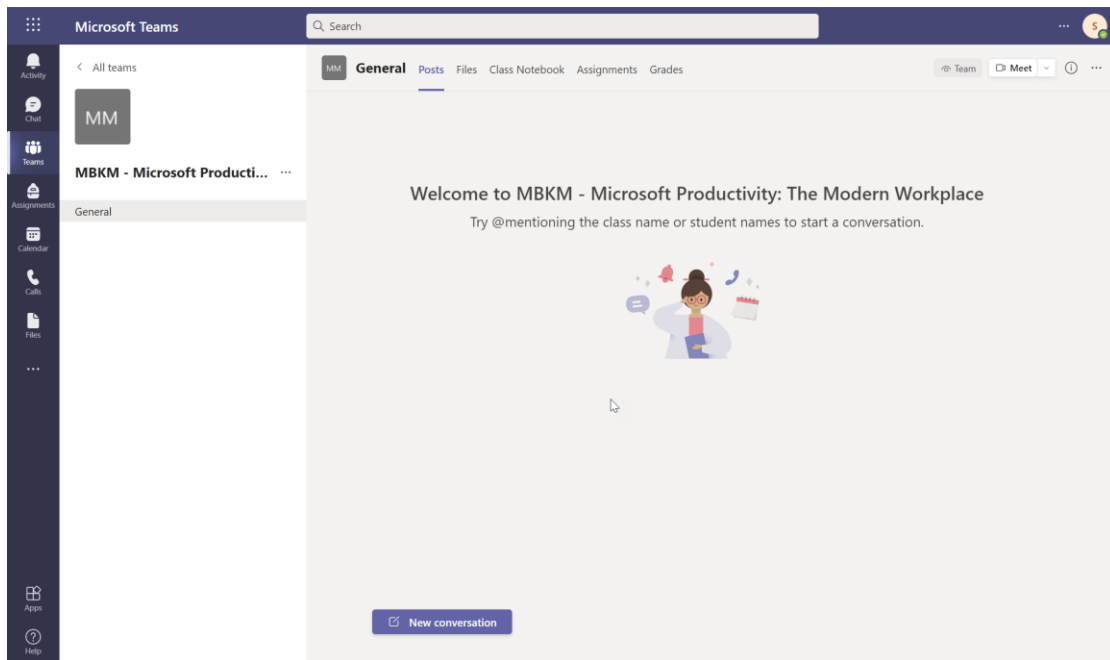 Microsoft Teams
Search
S
Activity
Chat
Teams
Assignments
Calendar
Calls
Files
Apps
Help
All teams
MM
MBKM - Microsoft Producti...
General
MM General Posts Files Class Notebook Assignments Grades
Team Meet
Welcome to MBKM - Microsoft Productivity: The Modern Workplace
Try @mentioning the class name or student names to start a conversation.
New conversation